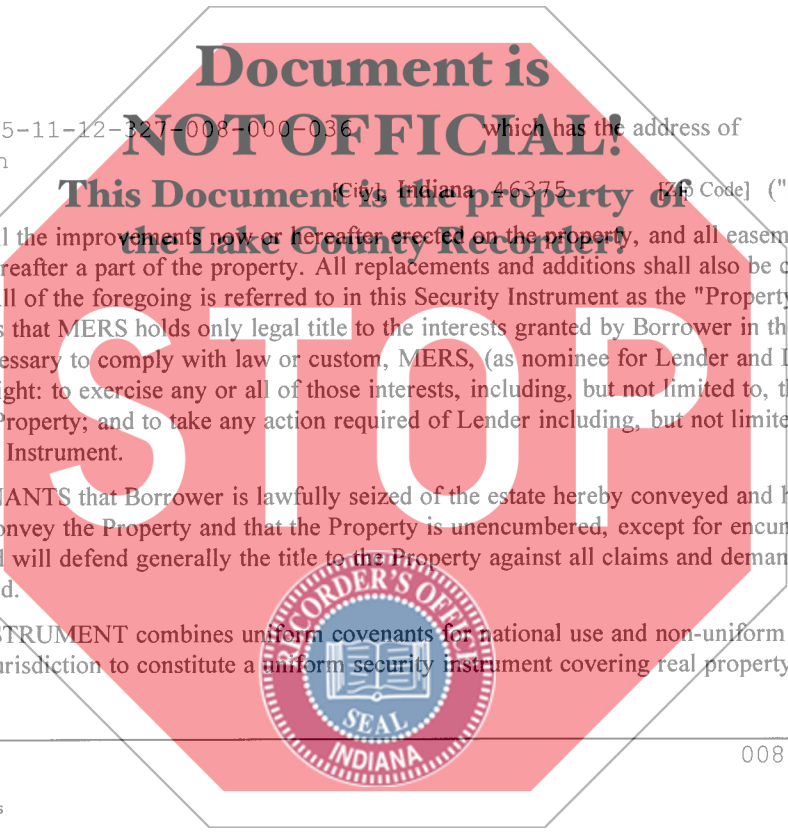 Document is
5-11-12-327-008-000-036 which has the address of
NOT OFFICIAL!
n
[City], Indiana 46375 [Zip Code] ("
This Document is the property of
l the improvements now or hereafter erected on the property, and all easem
the Lake County Recorder!
reafter a part of the property. All replacements and additions shall also be c
ll of the foregoing is referred to in this Security Instrument as the "Property
s that MERS holds only legal title to the interests granted by Borrower in th
cessary to comply with law or custom, MERS, (as nominee for Lender and L
ight: to exercise any or all of those interests, including, but not limited to, t
Property; and to take any action required of Lender including, but not limite
Instrument.
STOP
NANTS that Borrower is lawfully seized of the estate hereby conveyed and h
onvey the Property and that the Property is unencumbered, except for encum
d will defend generally the title to the Property against all claims and deman
d.
STRUMENT combines uniform covenants for national use and non-uniform
urisdiction to constitute a uniform security instrument covering real property
RECORDER'S OFFICE
SEAL
INDIANA
008
s